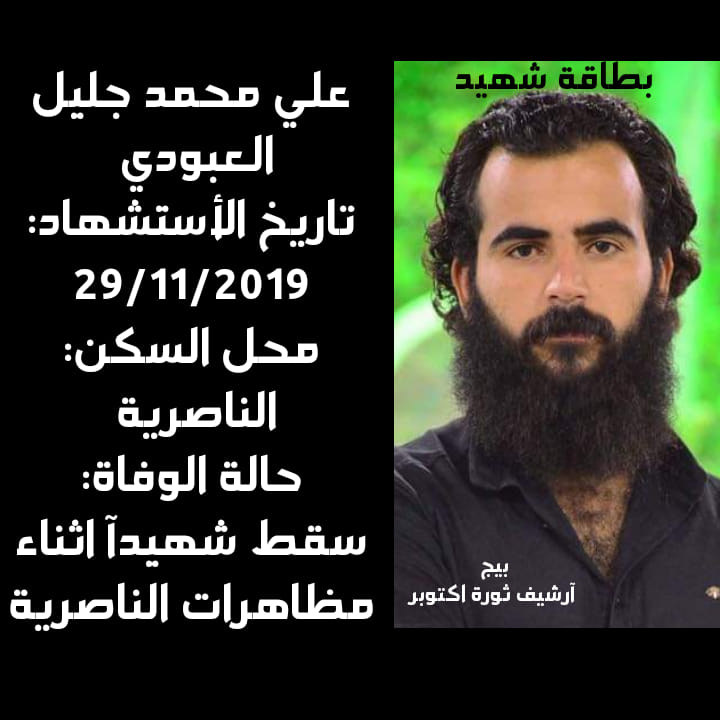 بطاقة شهيد
علي محمد جليل
العبودي
تاريخ الأستشهاد:
29/11/2019
محل السكن:
الناصرية
حالة الوفاة:
سقط شهيدآ اثناء
مظاهرات الناصرية
بيج
آرشيف ثورة اكتوبر